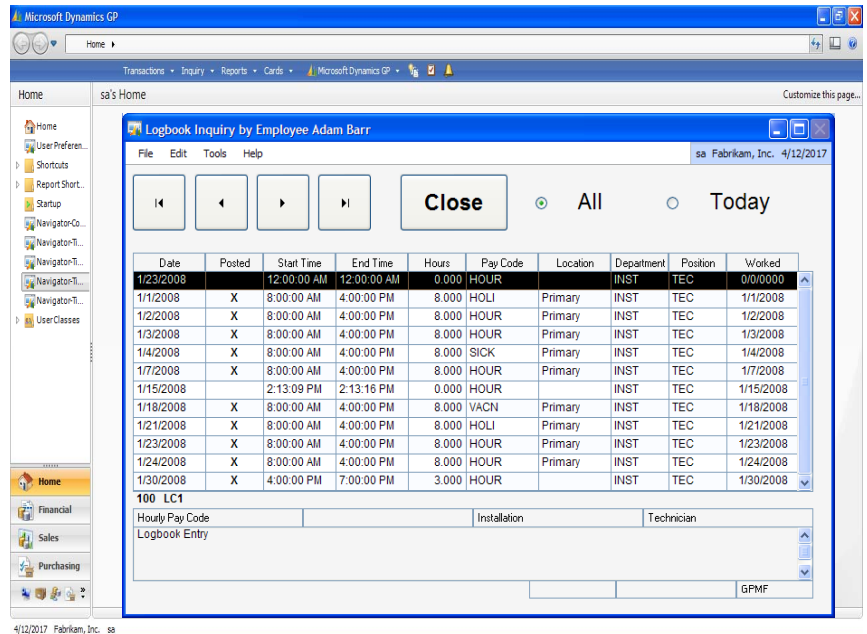 Microsoft Dynamics GP
Home
Transactions Inquiry Reports Cards Microsoft Dynamics GP
Home sa's Home Customize this page...
Home
User Preferen...
Shortcuts
Report Short...
Startup
Navigator-Co...
Navigator-Ti...
Navigator-Ti...
Navigator-Ti...
Navigator-Ti...
User Classes
Home
Financial
Sales
Purchasing
Logbook Inquiry by Employee Adam Barr
File Edit Tools Help sa Fabrikam, Inc. 4/12/2017
Close All Today
Date Posted Start Time End Time Hours Pay Code Location Department Position Worked
1/23/2008 12:00:00 AM 12:00:00 AM 0.000 HOUR INST TEC 0/0/0000
1/1/2008 X 8:00:00 AM 4:00:00 PM 8.000 HOLI Primary INST TEC 1/1/2008
1/2/2008 X 8:00:00 AM 4:00:00 PM 8.000 HOUR Primary INST TEC 1/2/2008
1/3/2008 X 8:00:00 AM 4:00:00 PM 8.000 HOUR Primary INST TEC 1/3/2008
1/4/2008 X 8:00:00 AM 4:00:00 PM 8.000 SICK Primary INST TEC 1/4/2008
1/7/2008 X 8:00:00 AM 4:00:00 PM 8.000 HOUR Primary INST TEC 1/7/2008
1/15/2008 2:13:09 PM 2:13:16 PM 0.000 HOUR INST TEC 1/15/2008
1/18/2008 X 8:00:00 AM 4:00:00 PM 8.000 VACN Primary INST TEC 1/18/2008
1/21/2008 X 8:00:00 AM 4:00:00 PM 8.000 HOLI Primary INST TEC 1/21/2008
1/23/2008 X 8:00:00 AM 4:00:00 PM 8.000 HOUR Primary INST TEC 1/23/2008
1/24/2008 X 8:00:00 AM 4:00:00 PM 8.000 HOUR Primary INST TEC 1/24/2008
1/30/2008 X 4:00:00 PM 7:00:00 PM 3.000 HOUR INST TEC 1/30/2008
100 LC1
Hourly Pay Code Installation Technician
Logbook Entry
GPMF
4/12/2017 Fabrikam, Inc. sa